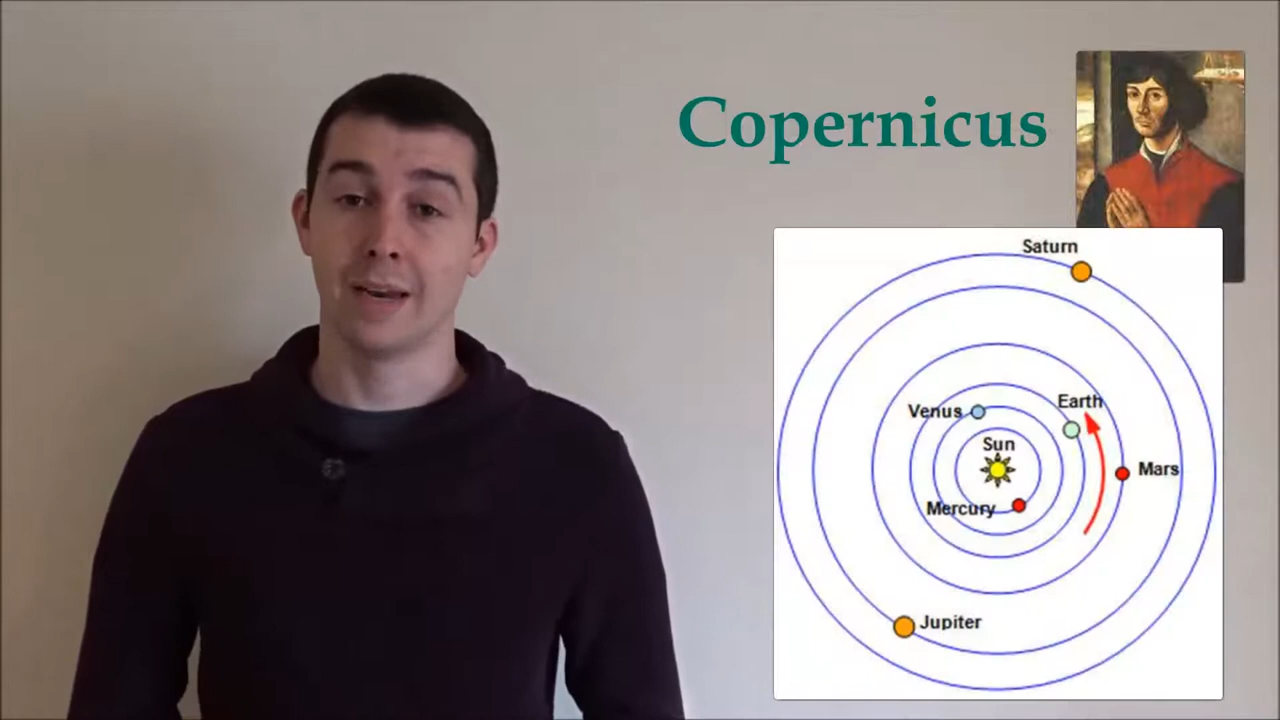 Copernicus
Saturn
Earth
Venus
Sun
Mars
Mercury
Jupiter